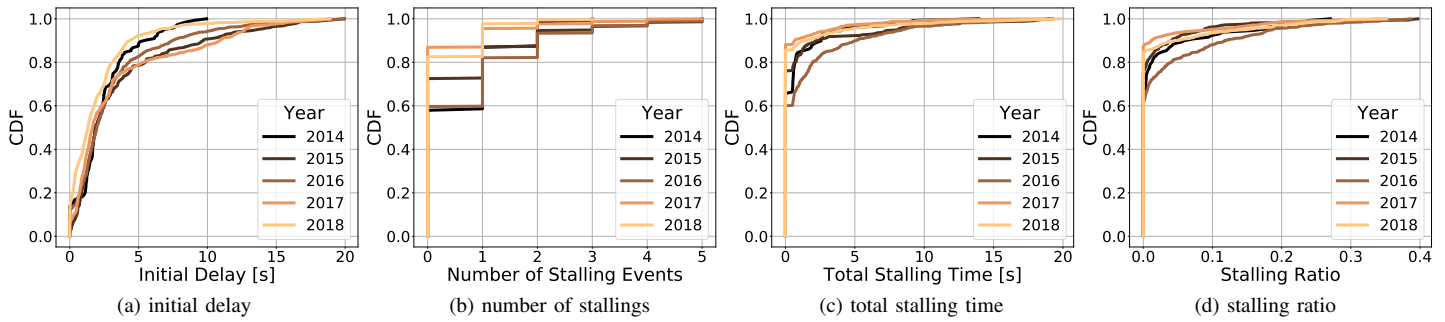 1.0
0.8
0.6
0.4
0.2
0.0
CDF
0 5 10 15 20
Initial Delay [s]
Year
2014
2015
2016
2017
2018
(a) initial delay
1.0
0.8
0.6
0.4
0.2
0.0
CDF
0 1 2 3 4 5
Number of Stalling Events
Year
2014
2015
2016
2017
2018
(b) number of stallings
1.0
0.8
0.6
0.4
0.2
0.0
CDF
0 5 10 15 20
Total Stalling Time [s]
Year
2014
2015
2016
2017
2018
(c) total stalling time
1.0
0.8
0.6
0.4
0.2
0.0
CDF
0.0 0.1 0.2 0.3 0.4
Stalling Ratio
Year
2014
2015
2016
2017
2018
(d) stalling ratio